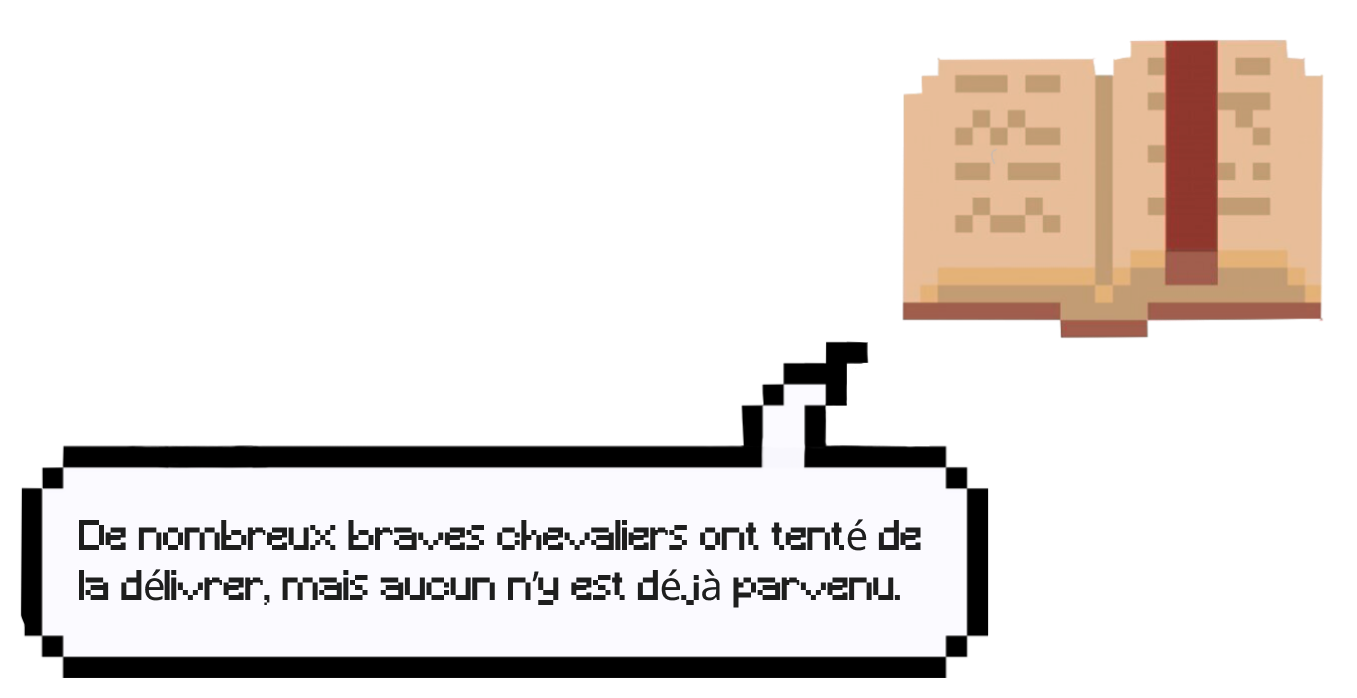 De nombreux braves chevaliers ont tenté de
la délivrer, mais aucun n'y est déjà parvenu.